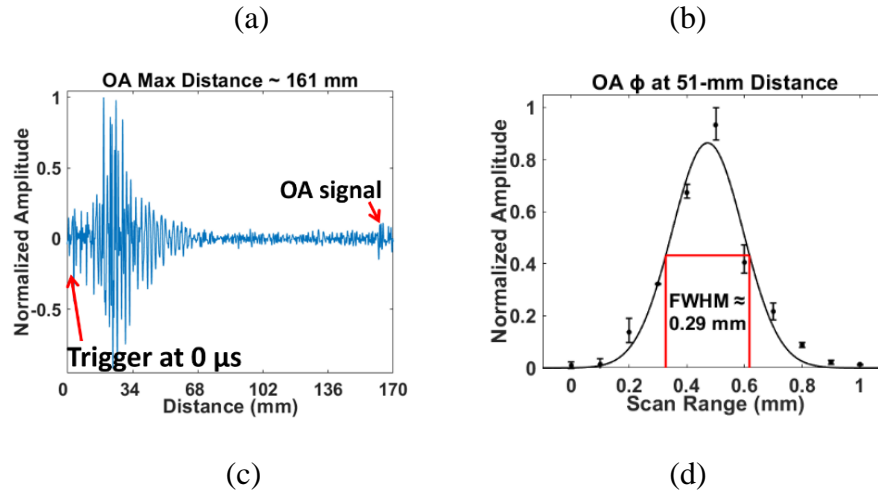 (a)
(b)
OA Max Distance ~ 161 mm
Normalized Amplitude
1
0.5
0
-0.5
OA signal
Trigger at 0 µs
0 34 68 102 136 170
Distance (mm)
OA ϕ at 51-mm Distance
Normalized Amplitude
1
0.8
0.6
0.4
0.2
0
FWHM ≈
0.29 mm
0 0.2 0.4 0.6 0.8 1
Scan Range (mm)
(c)
(d)